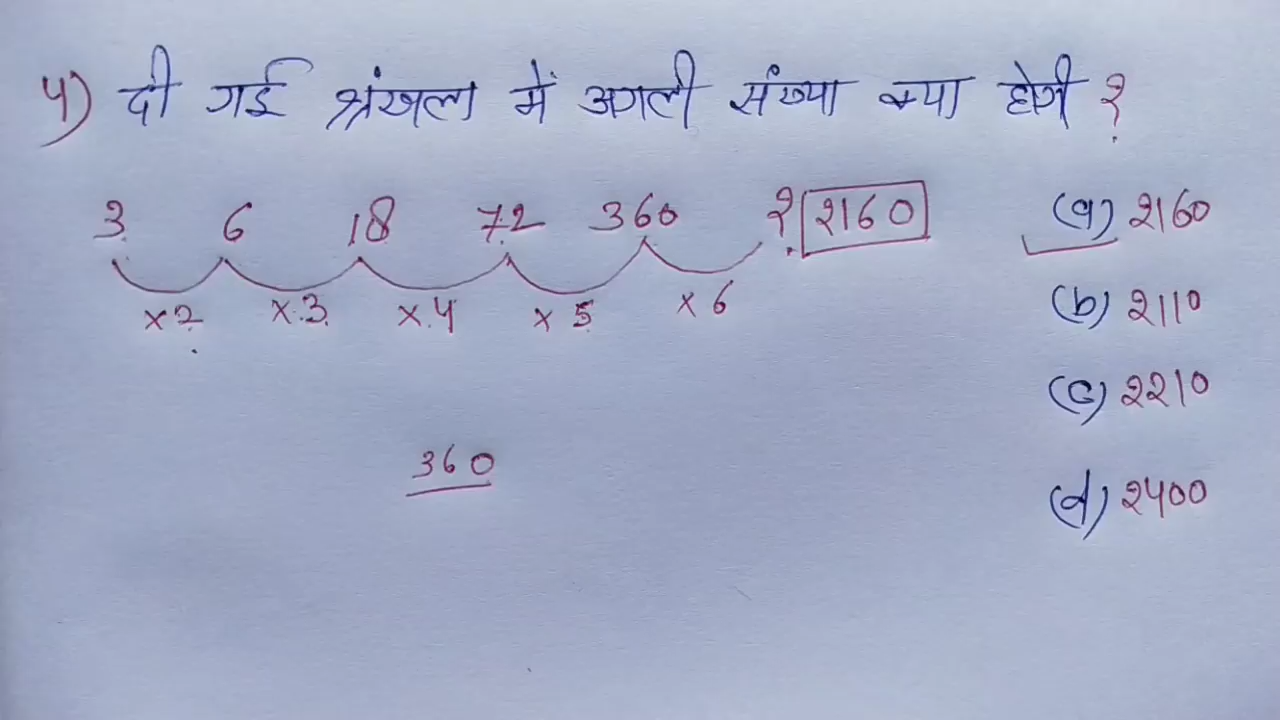 4) दी गई श्रंखला में अगली संख्या क्या होगी ?
3 6 18 72 360 ? 2160
×2 ×3 ×4 ×5 ×6
(a) 2160
(b) 2110
(c) 2210
(d) 2400
360